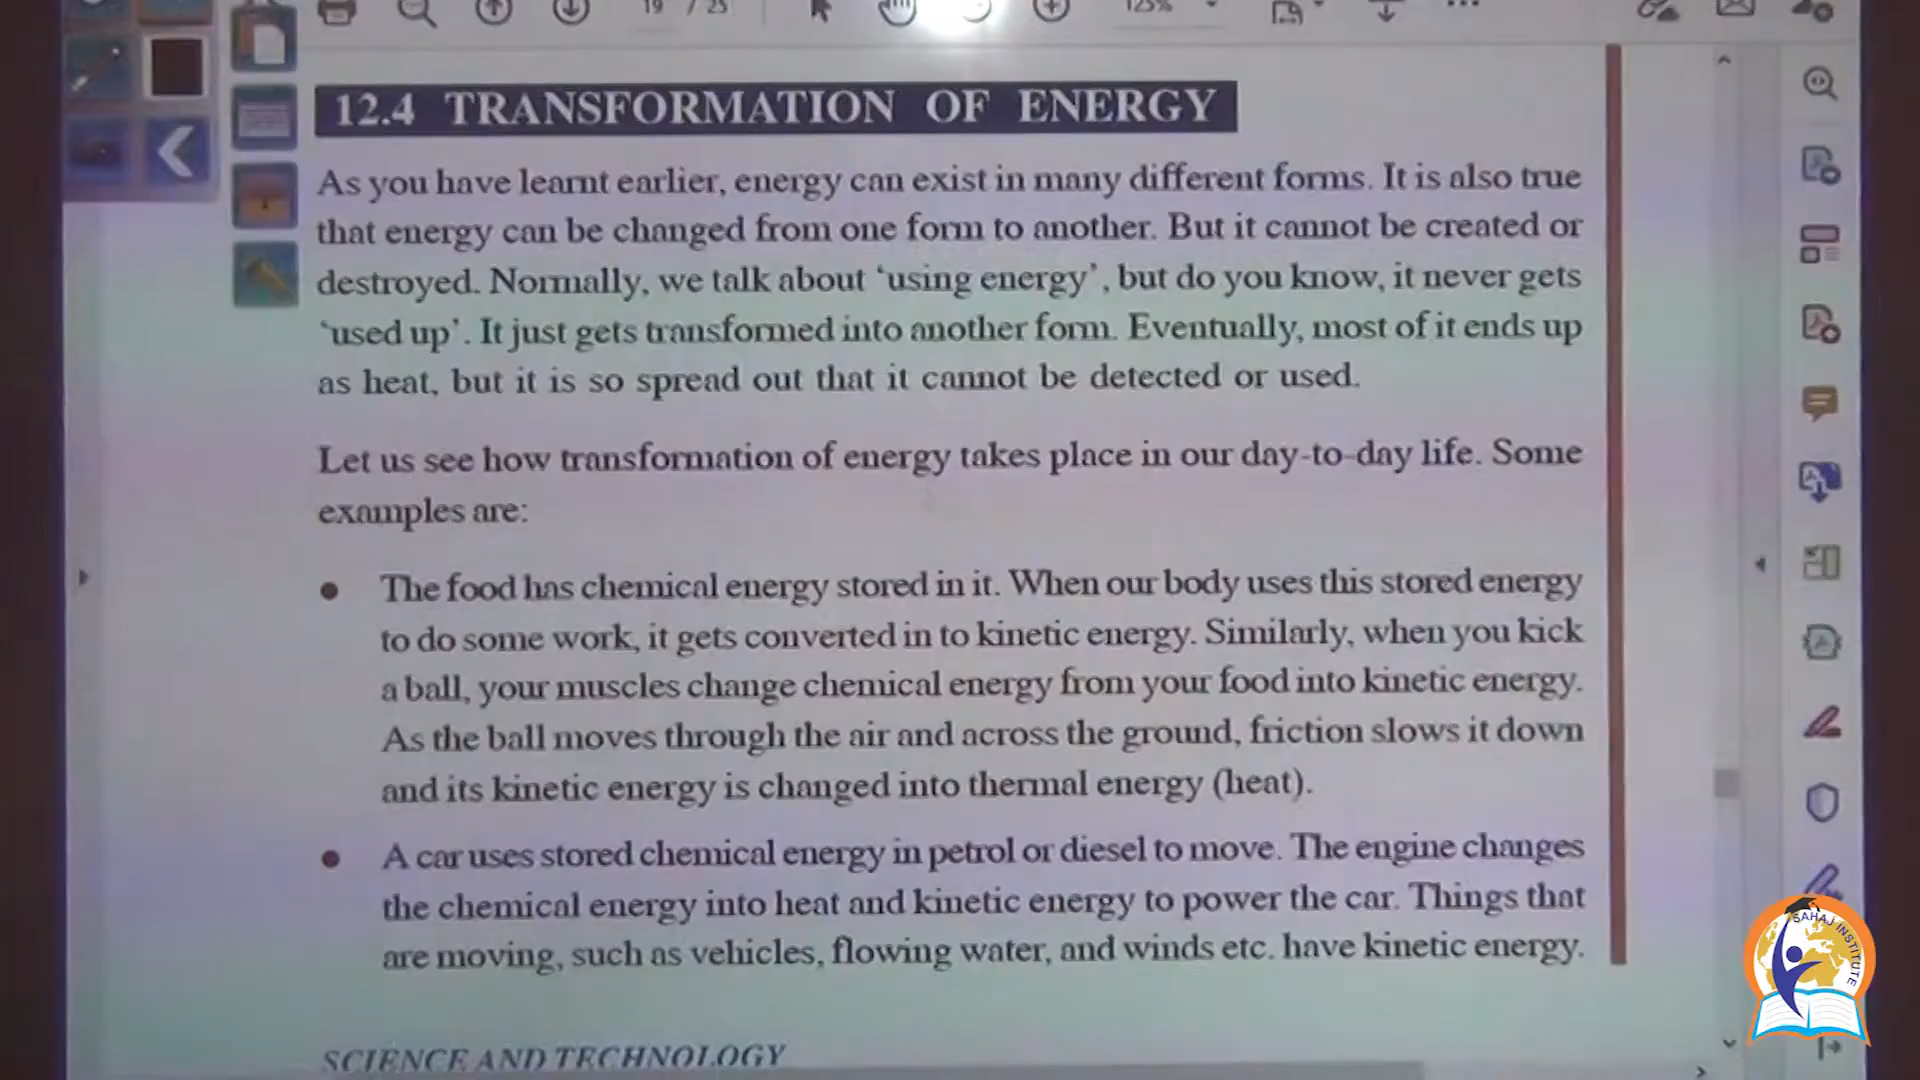 19 / 25
125%
12.4 TRANSFORMATION OF ENERGY
As you have learnt earlier, energy can exist in many different forms. It is also true
that energy can be changed from one form to another. But it cannot be created or
destroyed. Normally, we talk about ‘using energy’, but do you know, it never gets
‘used up’. It just gets transformed into another form. Eventually, most of it ends up
as heat, but it is so spread out that it cannot be detected or used.
Let us see how transformation of energy takes place in our day-to-day life. Some
examples are:
● The food has chemical energy stored in it. When our body uses this stored energy
to do some work, it gets converted in to kinetic energy. Similarly, when you kick
a ball, your muscles change chemical energy from your food into kinetic energy.
As the ball moves through the air and across the ground, friction slows it down
and its kinetic energy is changed into thermal energy (heat).
● A car uses stored chemical energy in petrol or diesel to move. The engine changes
the chemical energy into heat and kinetic energy to power the car. Things that
are moving, such as vehicles, flowing water, and winds etc. have kinetic energy.
SCIENCE AND TECHNOLOGY
SAHAJ INSTITUTE